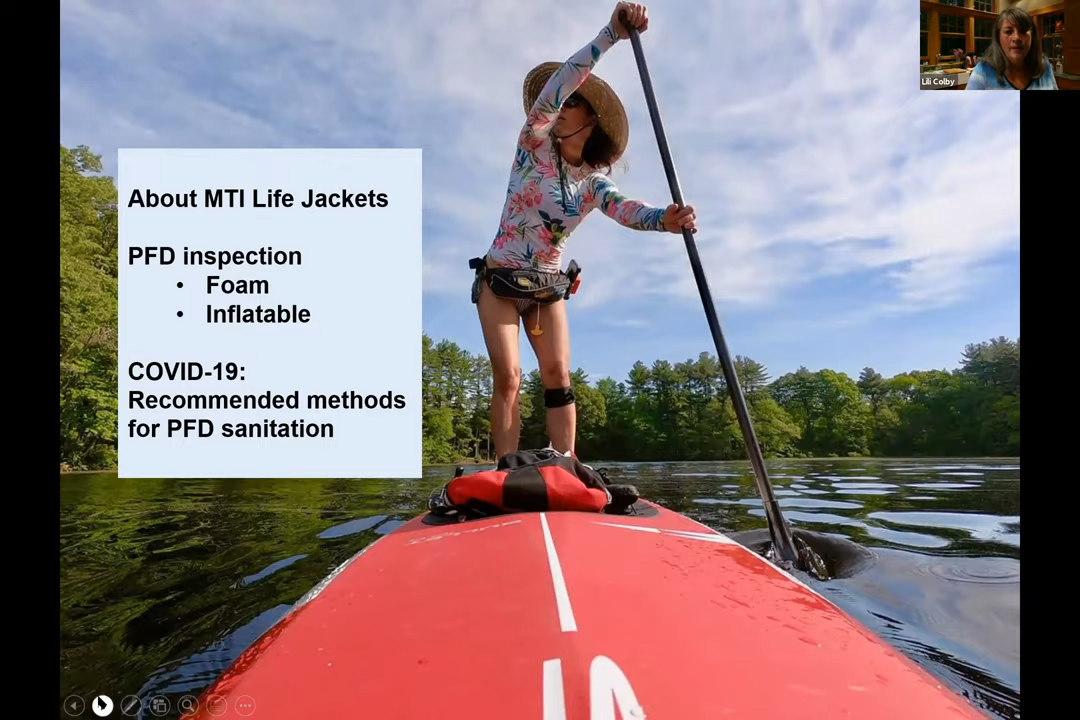 Lili Colby
About MTI Life Jackets
PFD inspection
• Foam
• Inflatable
COVID-19:
Recommended methods
for PFD sanitation